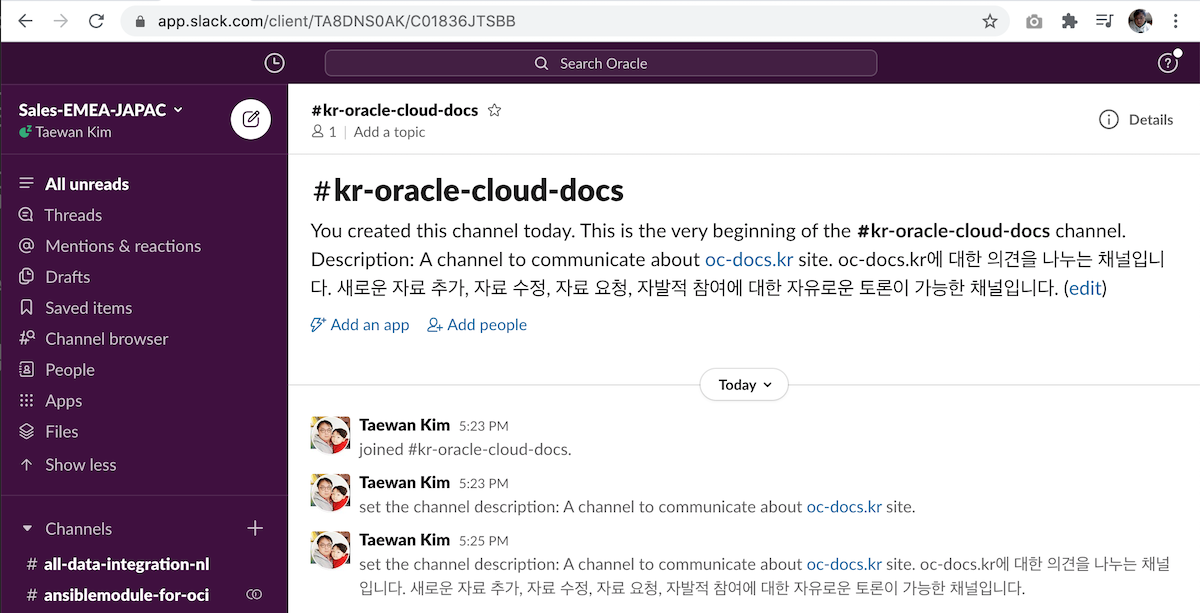 app.slack.com/client/TA8DNS0AK/C01836JTSBB
Search Oracle
Sales-EMEA-JAPAC
Taewan Kim
All unreads
Threads
Mentions & reactions
Drafts
Saved items
Channel browser
People
Apps
Files
Show less
Channels
# all-data-integration-nl
# ansiblemodule-for-oci
#kr-oracle-cloud-docs
1 | Add a topic
Details
#kr-oracle-cloud-docs
You created this channel today. This is the very beginning of the #kr-oracle-cloud-docs channel.
Description: A channel to communicate about oc-docs.kr site. oc-docs.kr에 대한 의견을 나누는 채널입니
다. 새로운 자료 추가, 자료 수정, 자료 요청, 자발적 참여에 대한 자유로운 토론이 가능한 채널입니다. (edit)
Add an app Add people
Today
Taewan Kim 5:23 PM
joined #kr-oracle-cloud-docs.
Taewan Kim 5:23 PM
set the channel description: A channel to communicate about oc-docs.kr site.
Taewan Kim 5:25 PM
set the channel description: A channel to communicate about oc-docs.kr site. oc-docs.kr에 대한 의견을 나누는 채널
입니다. 새로운 자료 추가, 자료 수정, 자료 요청, 자발적 참여에 대한 자유로운 토론이 가능한 채널입니다.